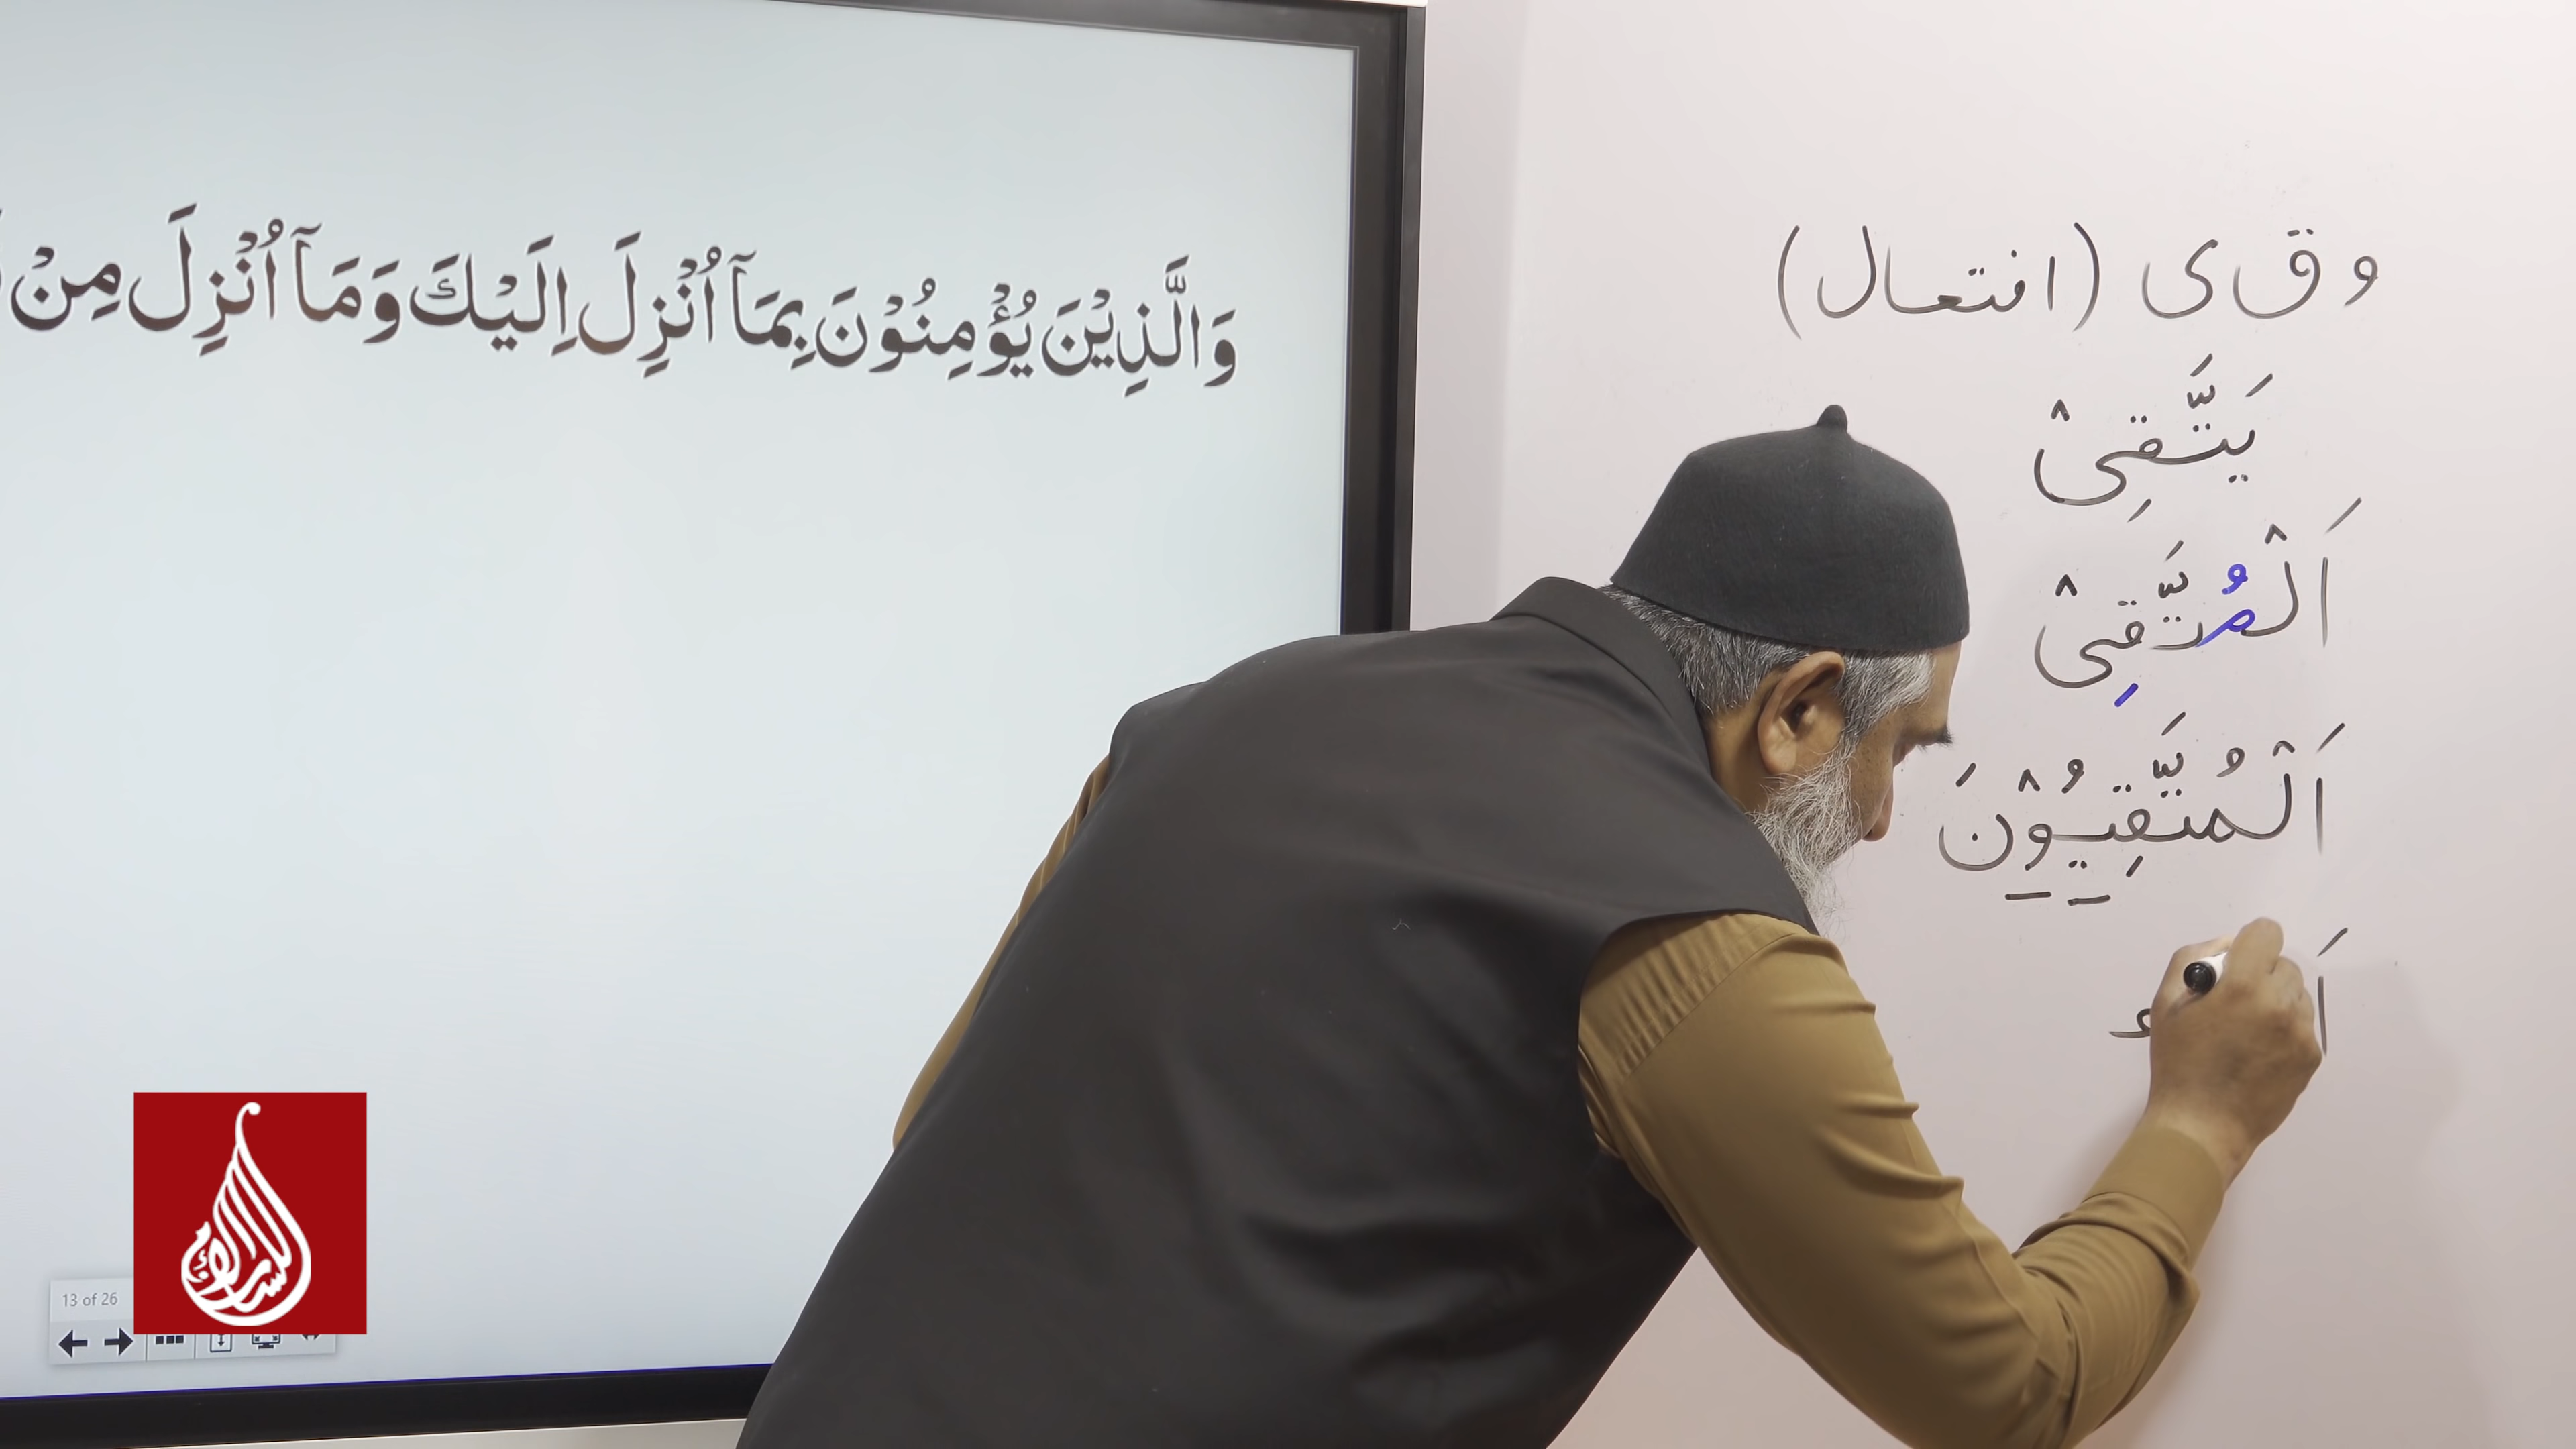 وَالَّذِيْنَ يُؤْمِنُوْنَ بِمَآ اُنْزِلَ اِلَيْكَ وَمَآ اُنْزِلَ مِنْ
و ق ی (افتعال)
يَتَّقِیْ
اَلْمُتَّقِیْ
اَلْمُتَّقِيُوْنَ
13 of 26